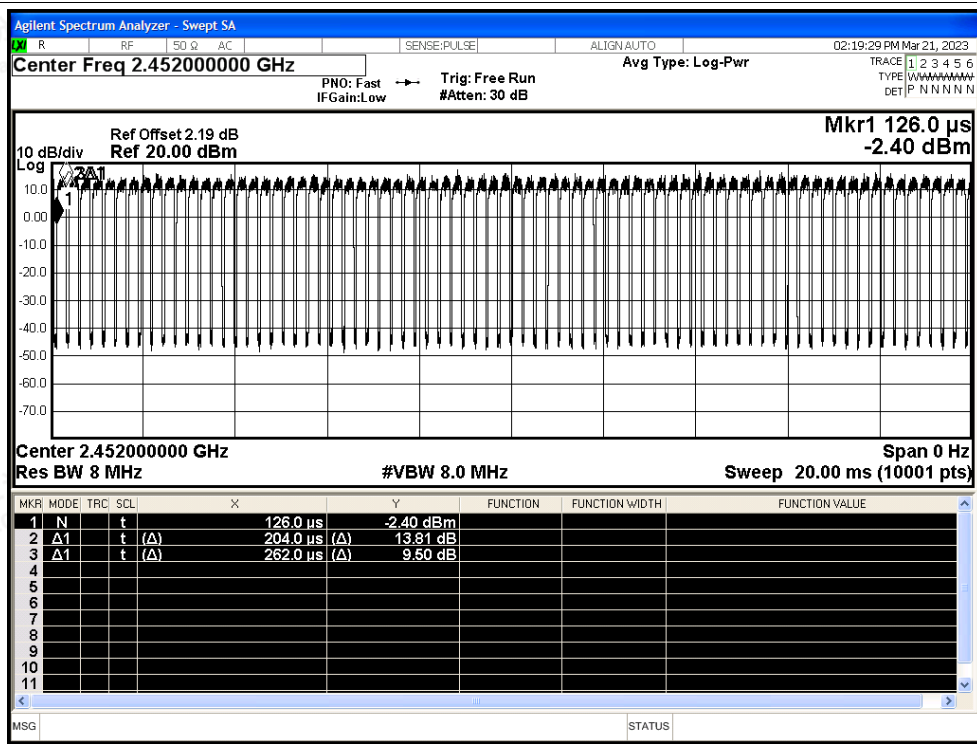 Agilent Spectrum Analyzer - Swept SA
LXI R RF 50 Ω AC SENSE:PULSE ALIGN AUTO 02:19:29 PM Mar 21, 2023
Center Freq 2.452000000 GHz Avg Type: Log-Pwr TRACE 1 2 3 4 5 6
PNO: Fast Trig: Free Run TYPE WWWWWW
IFGain:Low #Atten: 30 dB DET P N N N N N
Mkr1 126.0 µs
Ref Offset 2.19 dB
10 dB/div Ref 20.00 dBm -2.40 dBm
Log
3Δ1
10.0
1
0.00
-10.0
-20.0
-30.0
-40.0
-50.0
-60.0
-70.0
Center 2.452000000 GHz Span 0 Hz
Res BW 8 MHz #VBW 8.0 MHz Sweep 20.00 ms (10001 pts)
MKR MODE TRC SCL X Y FUNCTION FUNCTION WIDTH FUNCTION VALUE
1 N t 126.0 µs -2.40 dBm
2 Δ1 t (Δ) 204.0 µs (Δ) 13.81 dB
3 Δ1 t (Δ) 262.0 µs (Δ) 9.50 dB
4
5
6
7
8
9
10
11
MSG STATUS